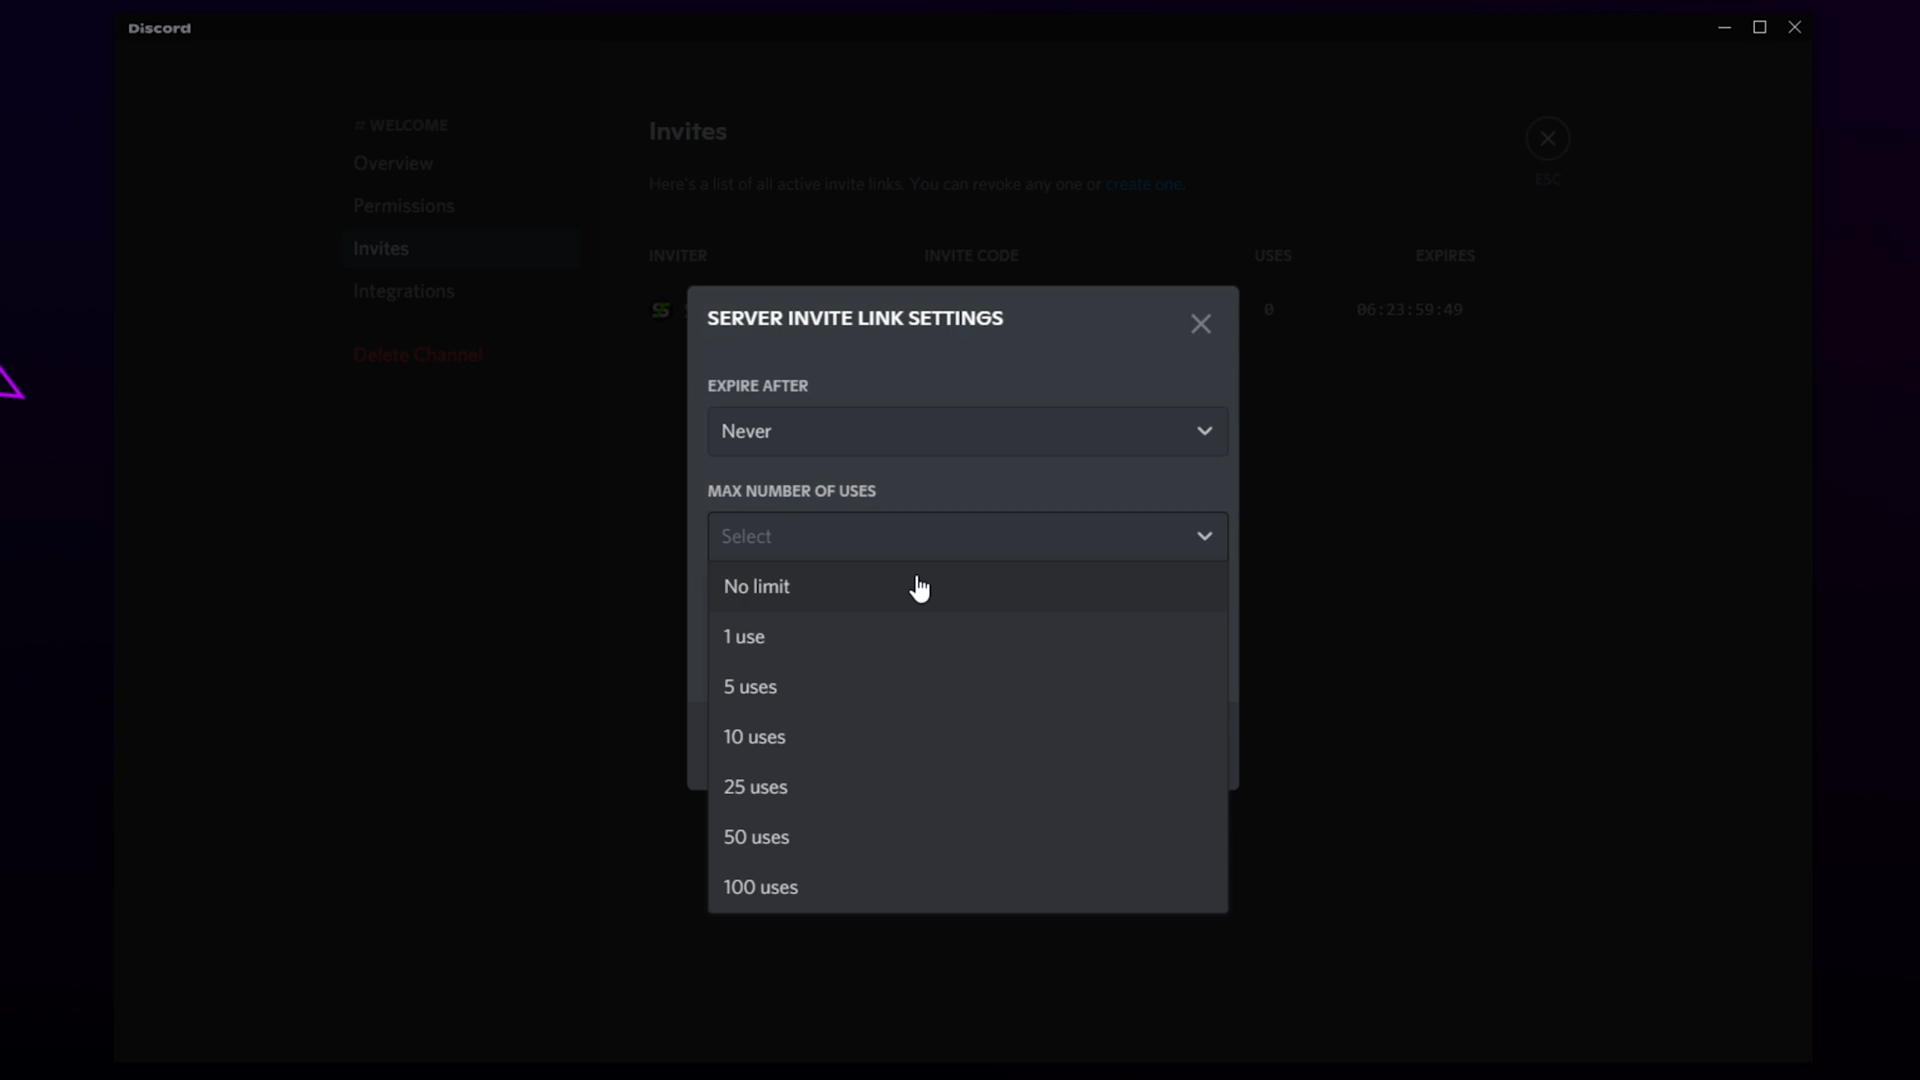 Discord
# WELCOME
Overview
Permissions
Invites
Integrations
Delete Channel
Invites
Here's a list of all active invite links. You can revoke any one or create one.
ESC
INVITER INVITE CODE USES EXPIRES
0 06:23:59:49
SERVER INVITE LINK SETTINGS
EXPIRE AFTER
Never
MAX NUMBER OF USES
Select
No limit
1 use
5 uses
10 uses
25 uses
50 uses
100 uses